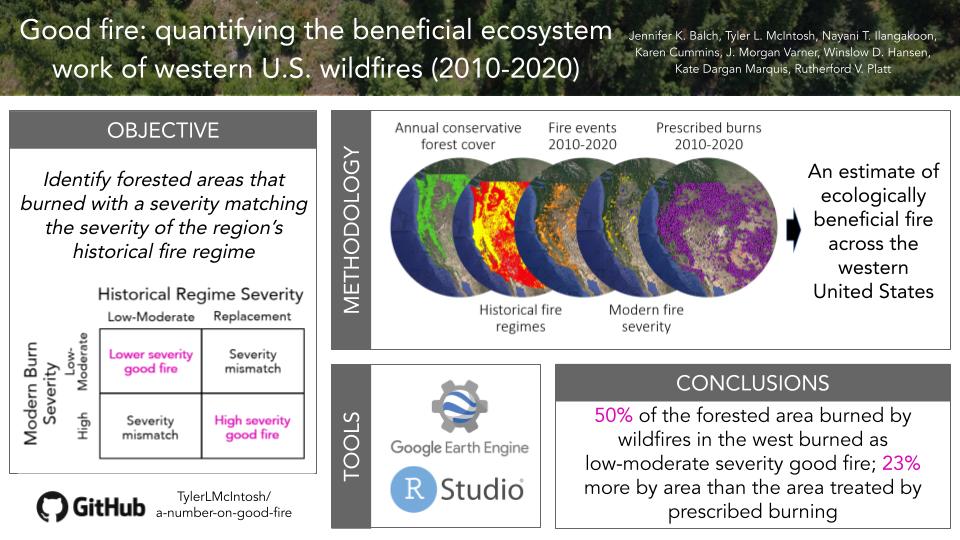 Good fire: quantifying the beneficial ecosystem
work of western U.S. wildfires (2010-2020)
Jennifer K. Balch, Tyler L. McIntosh, Nayani T. Ilangakoon,
Karen Cummins, J. Morgan Varner, Winslow D. Hansen,
Kate Dargan Marquis, Rutherford V. Platt
OBJECTIVE
Identify forested areas that
burned with a severity matching
the severity of the region's
historical fire regime
Historical Regime Severity
Low-Moderate
Replacement
Modern Burn
Severity
Low-
Moderate
High
Lower severity
good fire
Severity
mismatch
Severity
mismatch
High severity
good fire
GitHub
TylerLMcIntosh/
a-number-on-good-fire
METHODOLOGY
Annual conservative
forest cover
Fire events
2010-2020
Prescribed burns
2010-2020
Historical fire
regimes
Modern fire
severity
An estimate of
ecologically
beneficial fire
across the
western
United States
TOOLS
Google Earth Engine
R Studio
CONCLUSIONS
50% of the forested area burned by
wildfires in the west burned as
low-moderate severity good fire; 23%
more by area than the area treated by
prescribed burning